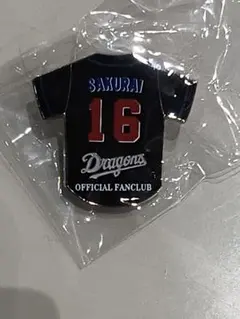 SAKURAI
16
Dragons
OFFICIAL FANCLUB